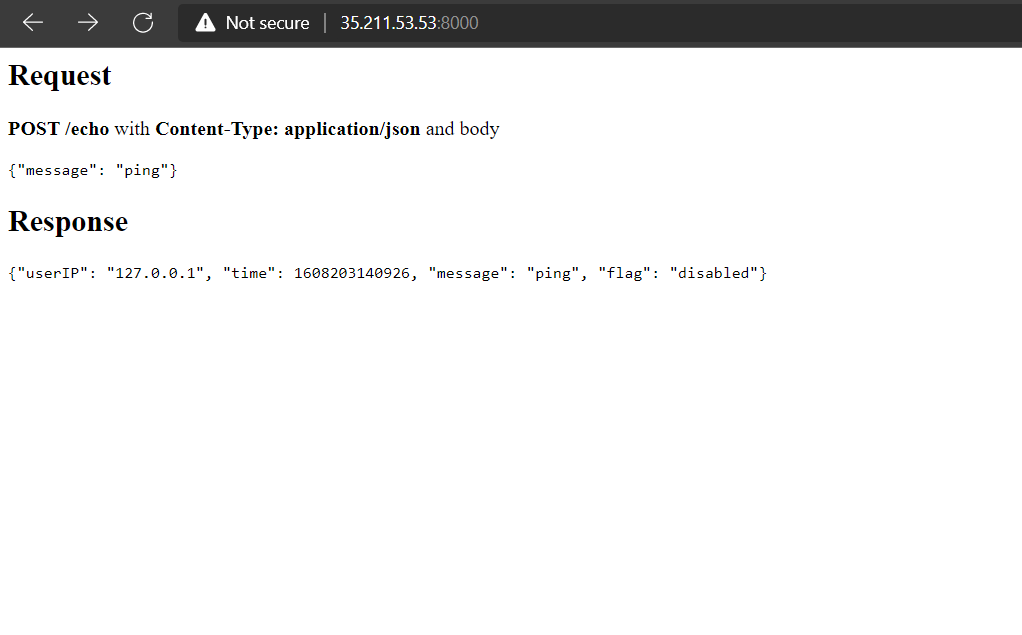 Not secure | 35.211.53.53:8000
Request
POST /echo with Content-Type: application/json and body
{"message": "ping"}
Response
{"userIP": "127.0.0.1", "time": 1608203140926, "message": "ping", "flag": "disabled"}